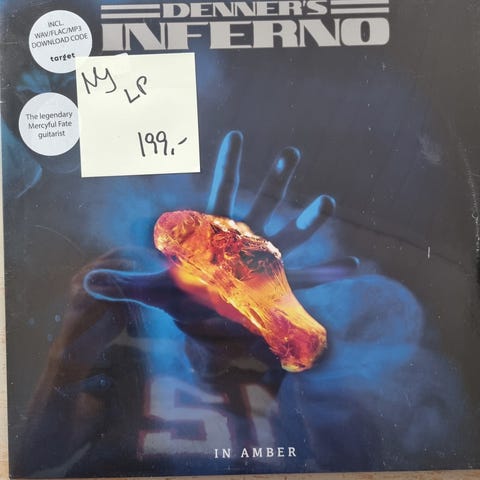 DENNER'S
INFERNO
INCL.
WAV/FLAC/MP3
DOWNLOAD CODE
target
The legendary
Mercyful Fate
guitarist
Ny
LP
199,-
IN AMBER